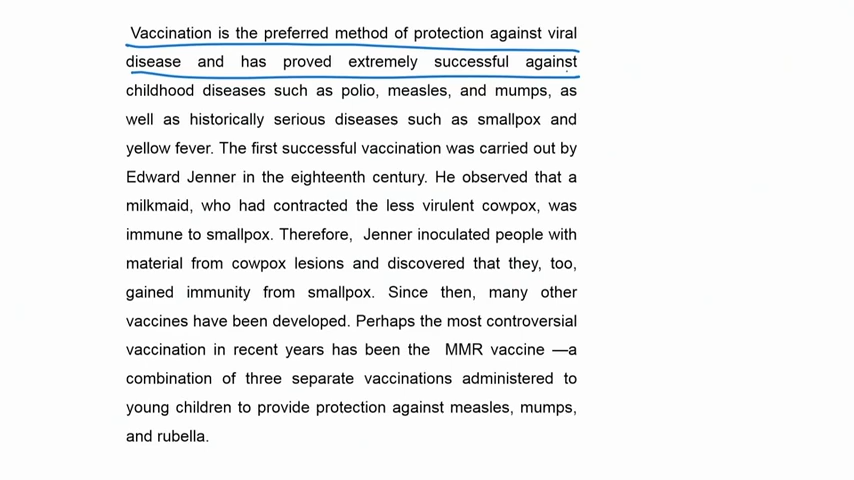 Vaccination is the preferred method of protection against viral
disease and has proved extremely successful against
childhood diseases such as polio, measles, and mumps, as
well as historically serious diseases such as smallpox and
yellow fever. The first successful vaccination was carried out by
Edward Jenner in the eighteenth century. He observed that a
milkmaid, who had contracted the less virulent cowpox, was
immune to smallpox. Therefore, Jenner inoculated people with
material from cowpox lesions and discovered that they, too,
gained immunity from smallpox. Since then, many other
vaccines have been developed. Perhaps the most controversial
vaccination in recent years has been the MMR vaccine —a
combination of three separate vaccinations administered to
young children to provide protection against measles, mumps,
and rubella.